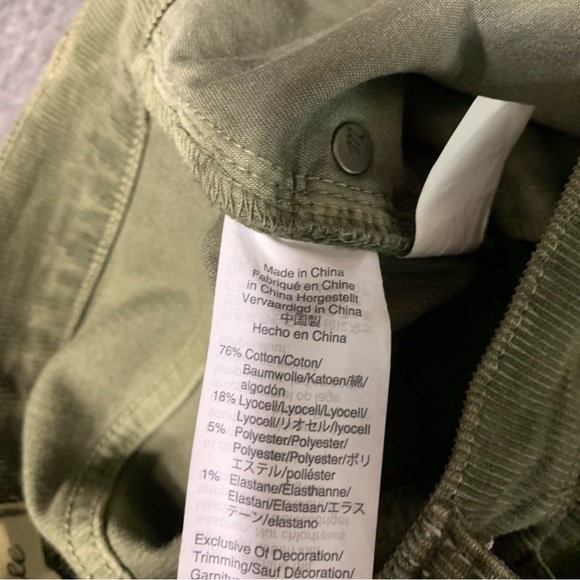 m
Made in China
Fabriqué en Chine
in China Hergestellt
Vervaardigd in China
中国製
Hecho en China
76% Cotton/Coton/
Baumwolle/Katoen/綿/
algodón
18% Lyocell/Lyocell/Lyocell/
Lyocell/リオセル/lyocell
5% Polyester/Polyester/
Polyester/Polyester/ポリ
エステル/poliéster
1% Elastane/Élasthanne/
Elastan/Elastaan/エラス
テーン/elastano
Exclusive Of Decoration/
Trimming/Sauf Décoration/